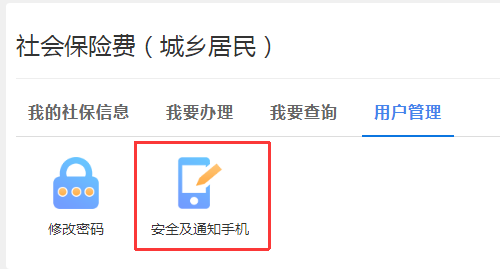 社会保险费（城乡居民）
我的社保信息 我要办理 我要查询 用户管理
修改密码 安全及通知手机